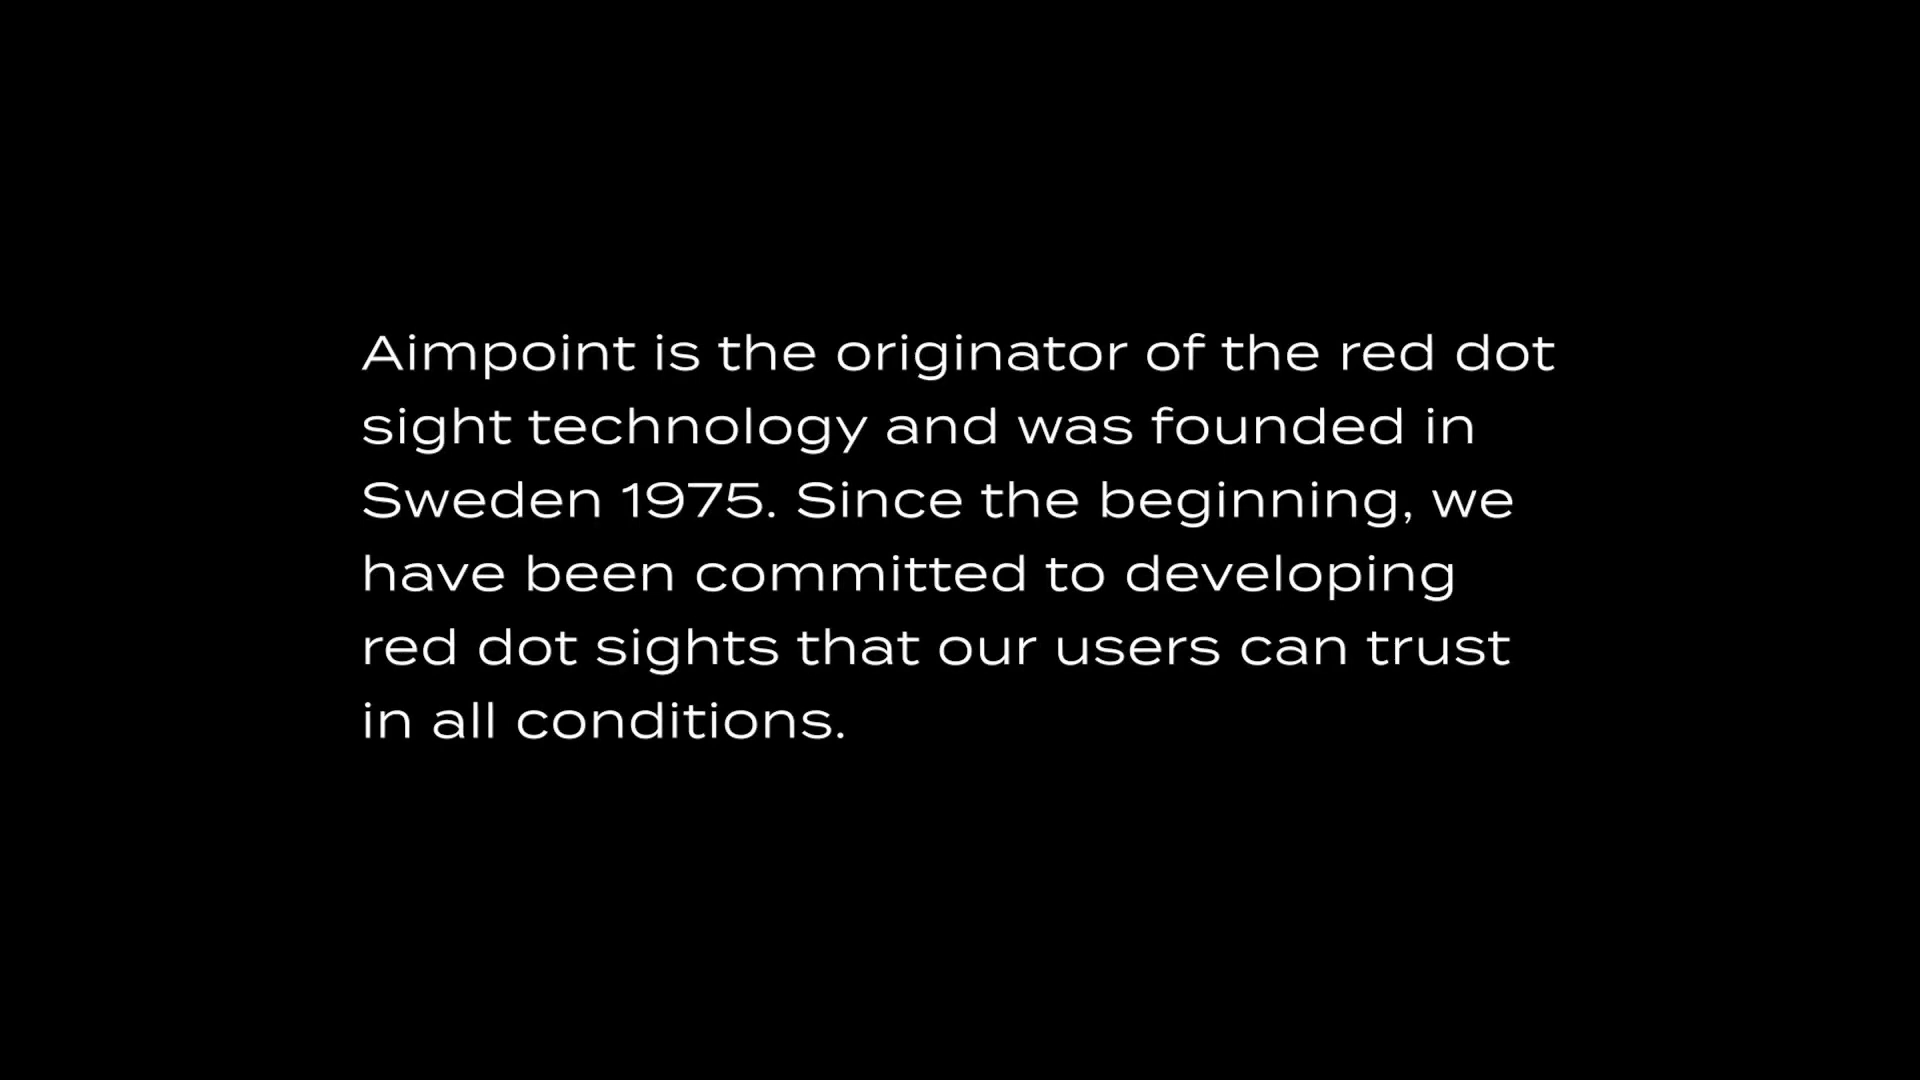 Aimpoint is the originator of the red dot
sight technology and was founded in
Sweden 1975. Since the beginning, we
have been committed to developing
red dot sights that our users can trust
in all conditions.